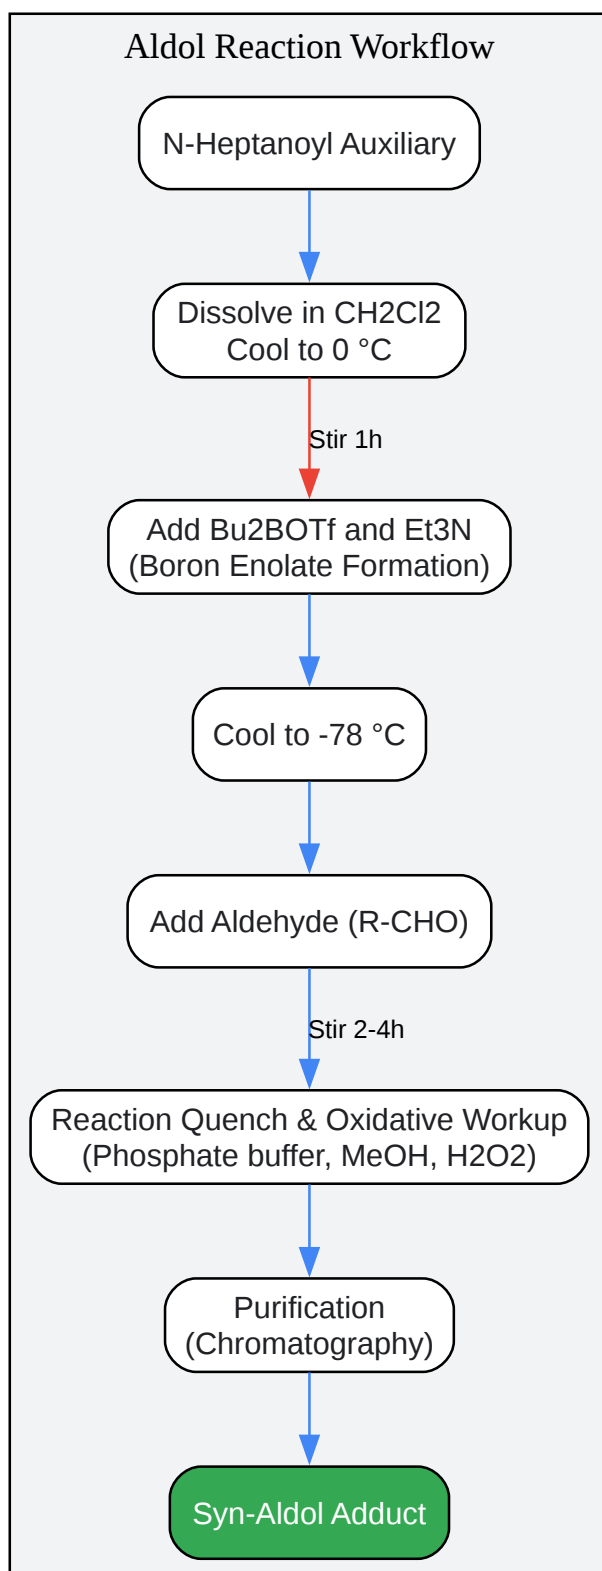 Aldol Reaction Workflow
N-Heptanoyl Auxiliary
Dissolve in CH2Cl2
Cool to 0 °C
Stir 1h
Add Bu2BOTf and Et3N
(Boron Enolate Formation)
Cool to -78 °C
Add Aldehyde (R-CHO)
Stir 2-4h
Reaction Quench & Oxidative Workup
(Phosphate buffer, MeOH, H2O2)
Purification
(Chromatography)
Syn-Aldol Adduct